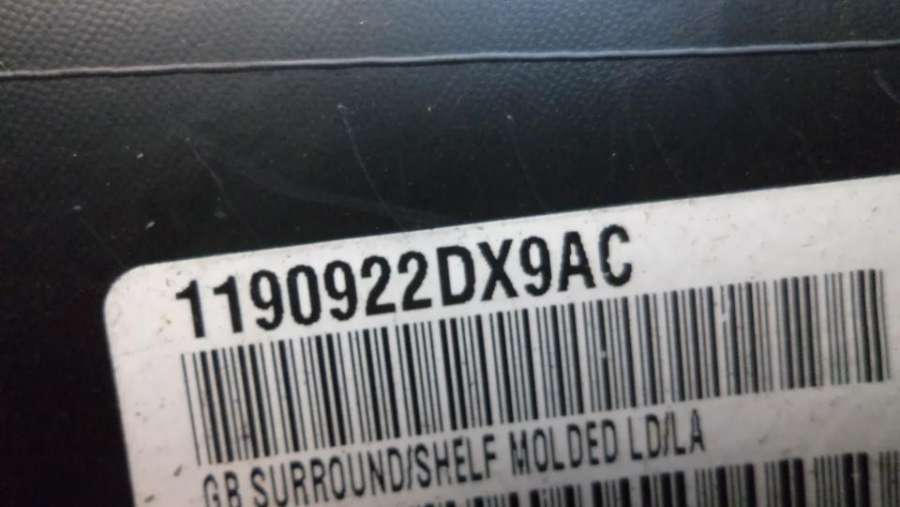 1190922DX9AC
GB SURROUND/SHELF MOLDED LD/LA